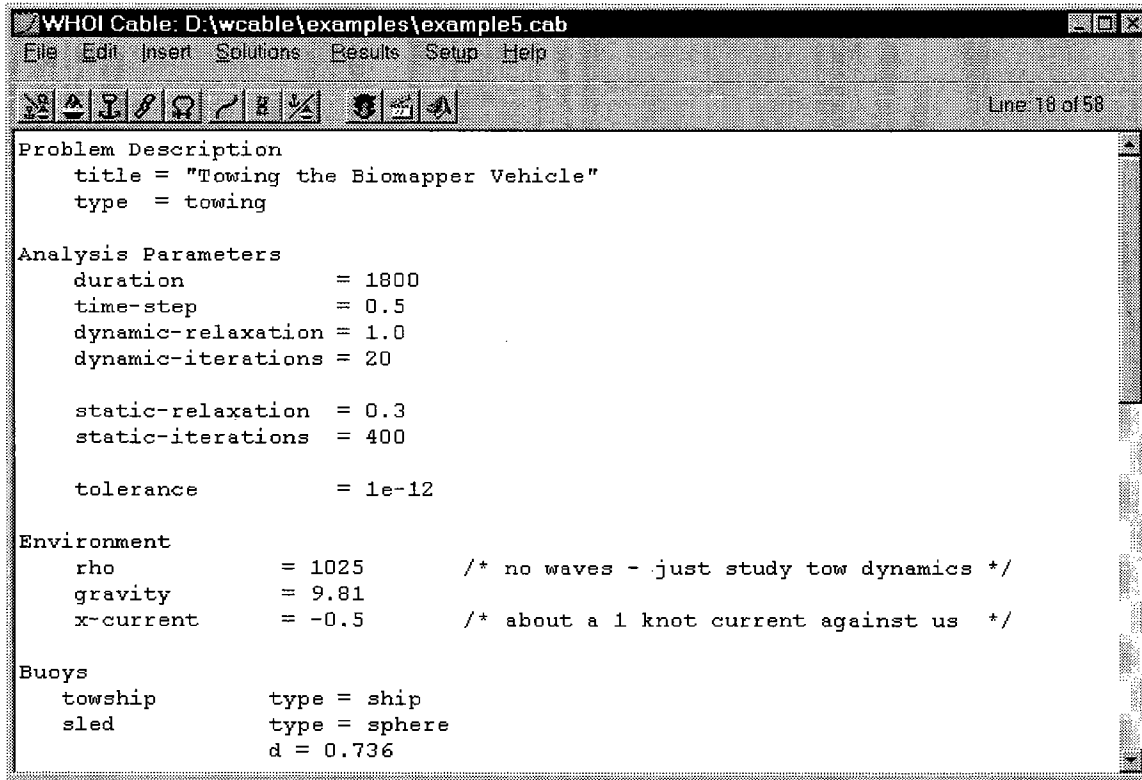 WHOI Cable: D:\wcable\examples\example5.cab
File Edit Insert Solutions Results Setup Help
Line: 18 of 58
Problem Description
title = "Towing the Biomapper Vehicle"
type = towing
Analysis Parameters
duration = 1800
time-step = 0.5
dynamic-relaxation = 1.0
dynamic-iterations = 20
static-relaxation = 0.3
static-iterations = 400
tolerance = 1e-12
Environment
rho = 1025 /* no waves - just study tow dynamics */
gravity = 9.81
x-current = -0.5 /* about a 1 knot current against us */
Buoys
towship type = ship
sled type = sphere
d = 0.736